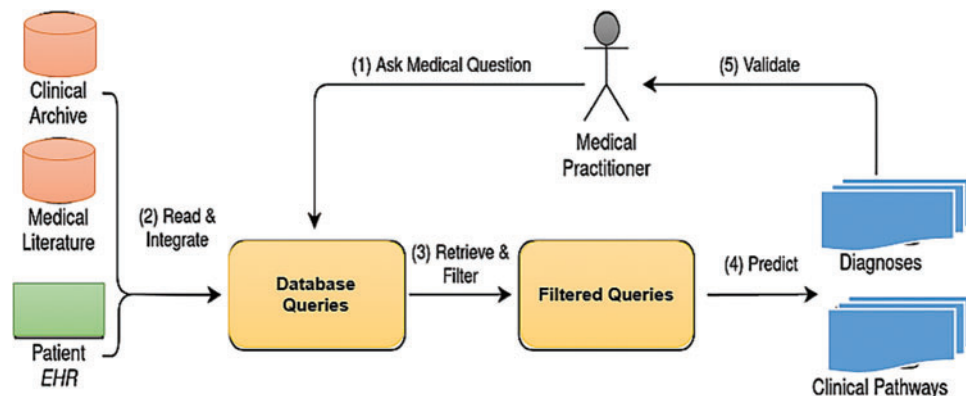 Clinical
Archive
Medical
Literature
Patient
EHR
(1) Ask Medical Question
(2) Read &
Integrate
Database
Queries
(3) Retrieve &
Filter
Filtered Queries
(4) Predict
Diagnoses
Clinical Pathways
(5) Validate
Medical
Practitioner